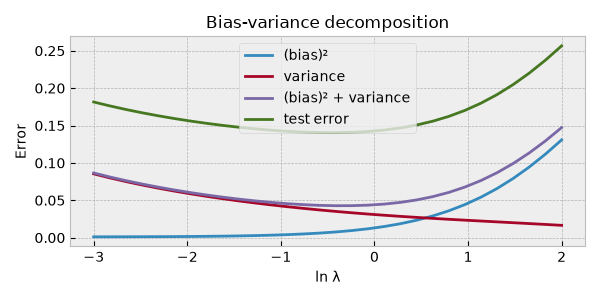 Bias-variance decomposition
(bias)²
variance
(bias)² + variance
test error
Error
0.25
0.20
0.15
0.10
0.05
0.00
−3 −2 −1 0 1 2
ln λ